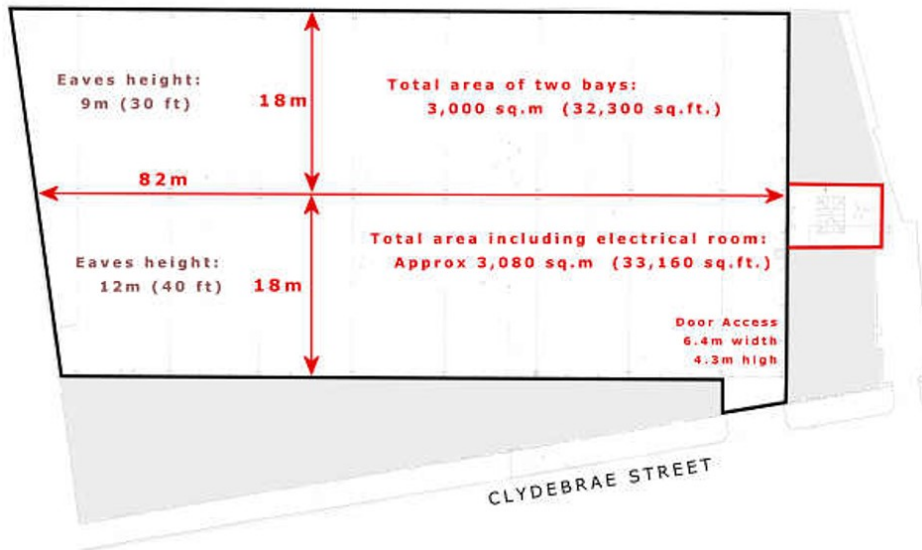 Eaves height:
9m (30 ft)
18m
Total area of two bays:
3,000 sq.m (32,300 sq.ft.)
82m
Eaves height:
12m (40 ft)
18m
Total area including electrical room:
Approx 3,080 sq.m (33,160 sq.ft.)
Door Access
6.4m width
4.3m high
CLYDEBRAE STREET